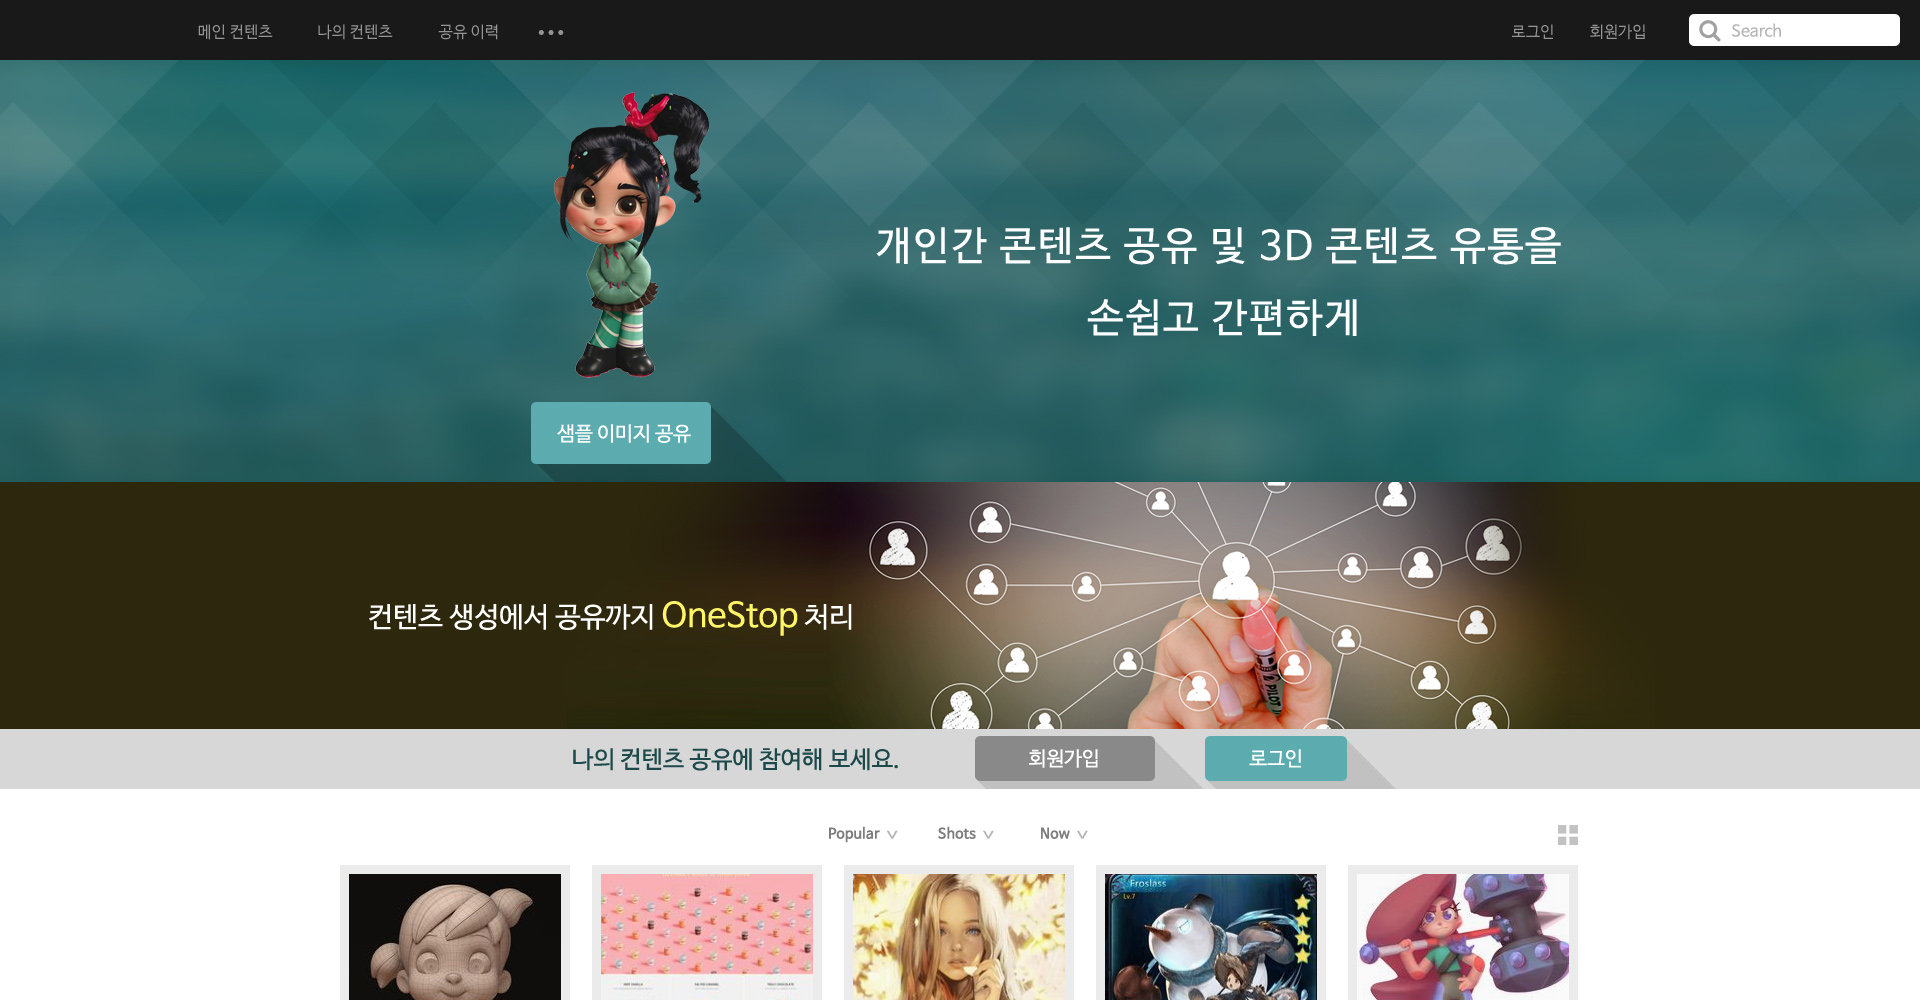 메인 컨텐츠
나의 컨텐츠
공유 이력
로그인
회원가입
Search
개인간 콘텐츠 공유 및 3D 콘텐츠 유통을
손쉽고 간편하게
샘플 이미지 공유
컨텐츠 생성에서 공유까지 OneStop 처리
PILOT
나의 컨텐츠 공유에 참여해 보세요.
회원가입
로그인
Popular
Shots
Now
Froslass
Lv.7